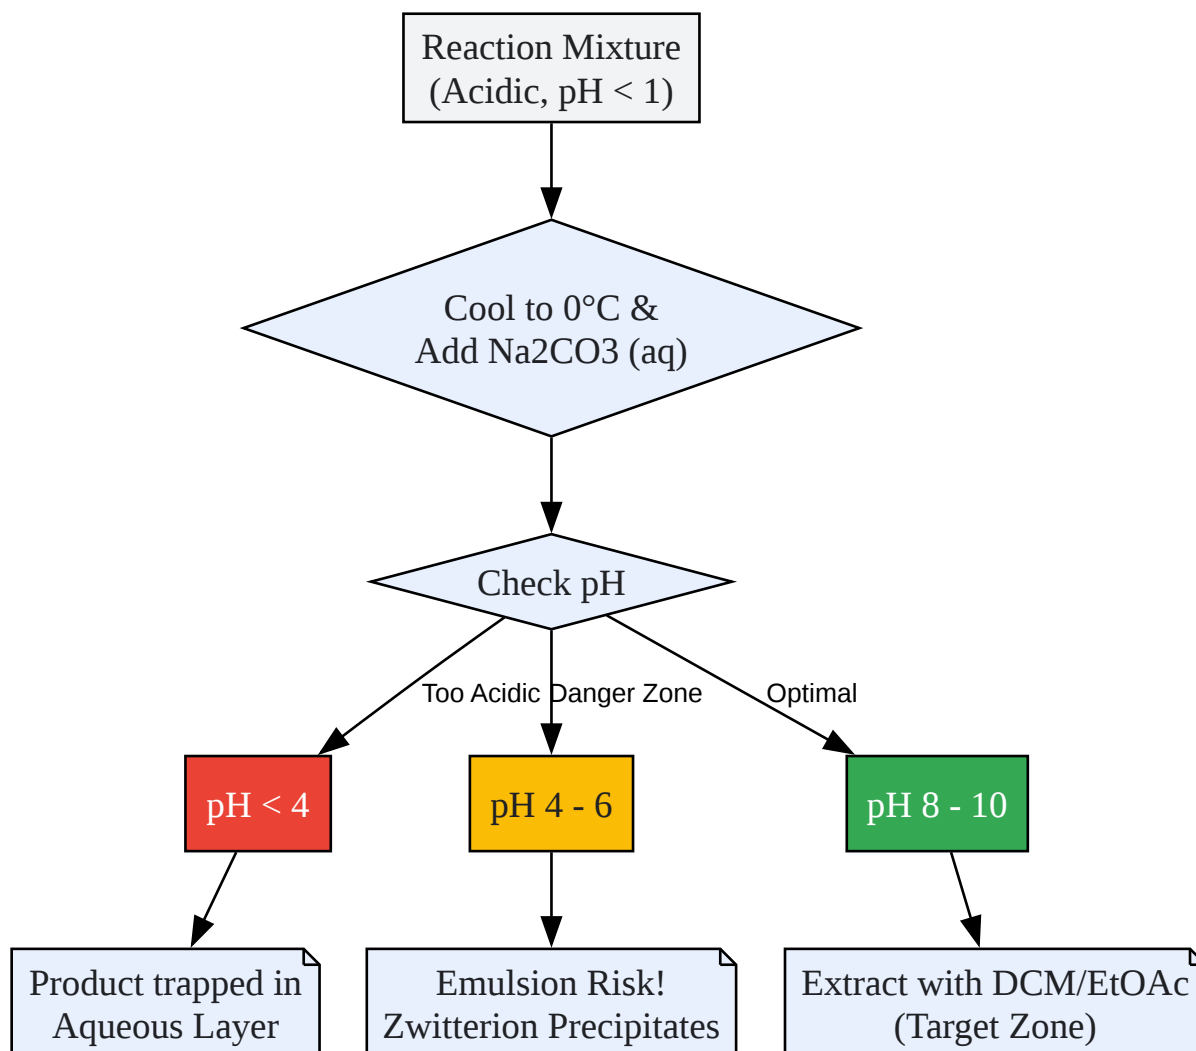 Reaction Mixture
(Acidic, pH < 1)
Cool to 0°C &
Add Na2CO3 (aq)
Check pH
Too Acidic
Danger Zone
Optimal
pH < 4
pH 4 - 6
pH 8 - 10
Product trapped in
Aqueous Layer
Emulsion Risk!
Zwitterion Precipitates
Extract with DCM/EtOAc
(Target Zone)